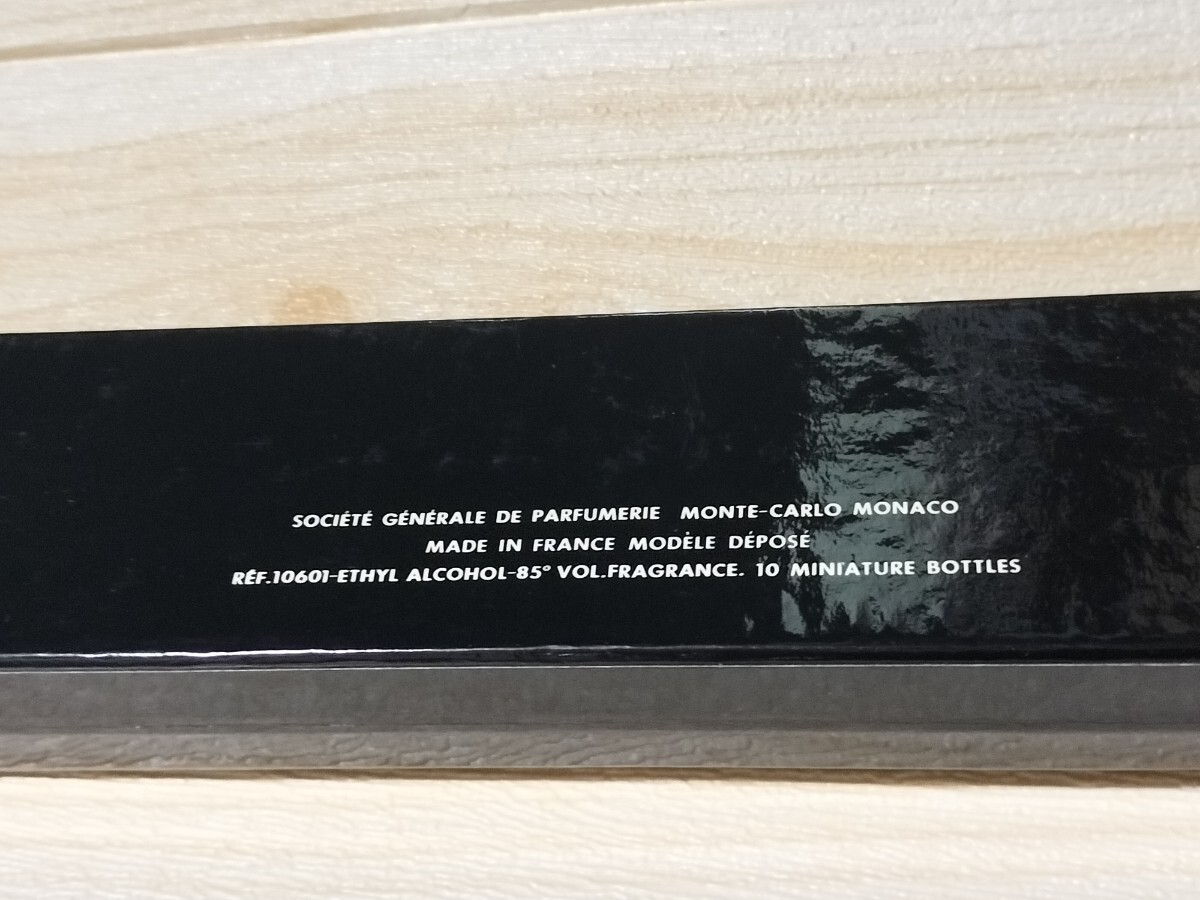 SOCIÉTÉ GÉNÉRALE DE PARFUMERIE MONTE-CARLO MONACO
MADE IN FRANCE MODÈLE DÉPOSÉ
RÉF.10601-ETHYL ALCOHOL-85° VOL.FRAGRANCE. 10 MINIATURE BOTTLES